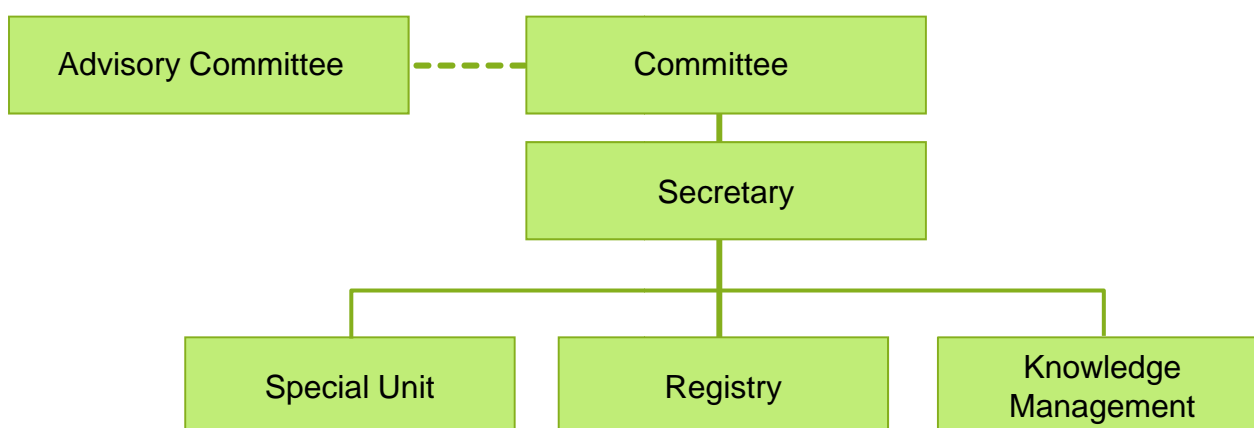 Advisory Committee
Committee
Secretary
Special Unit
Registry
Knowledge
Management